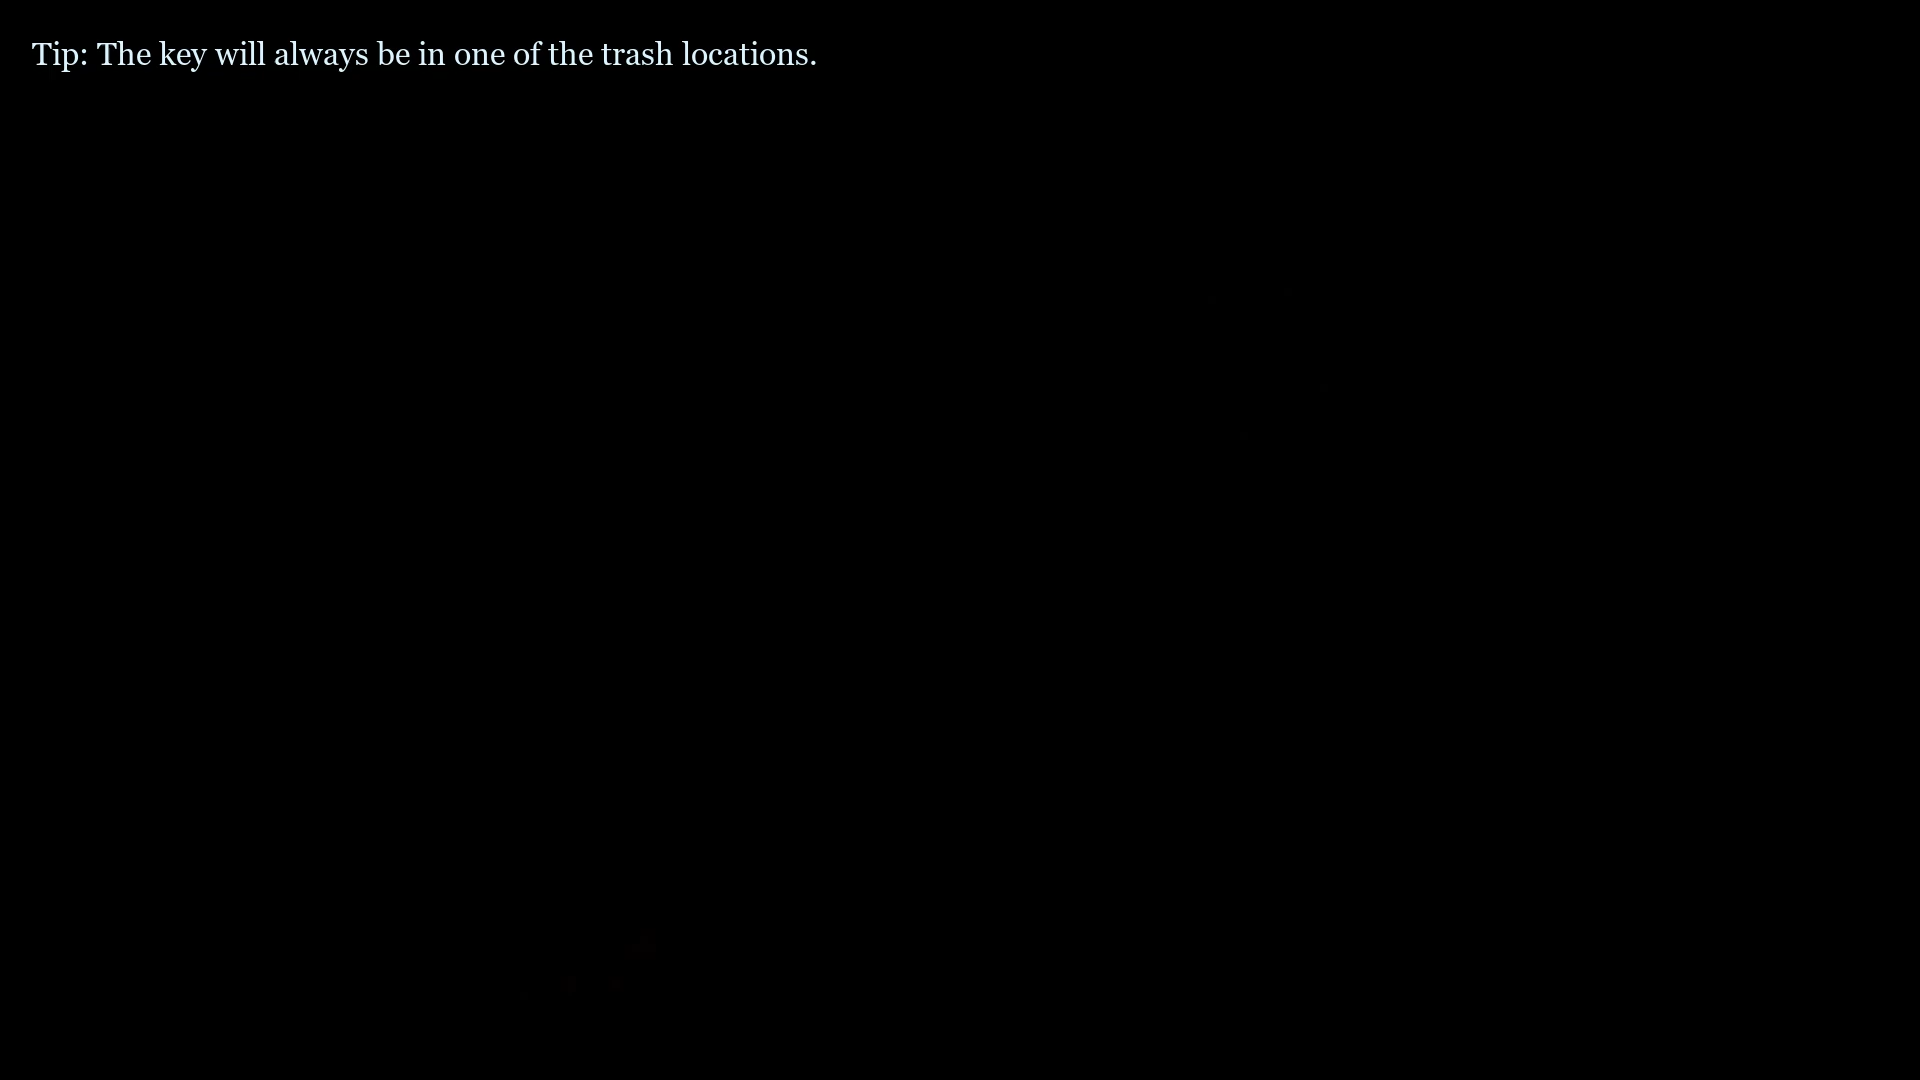 Tip: The key will always be in one of the trash locations.